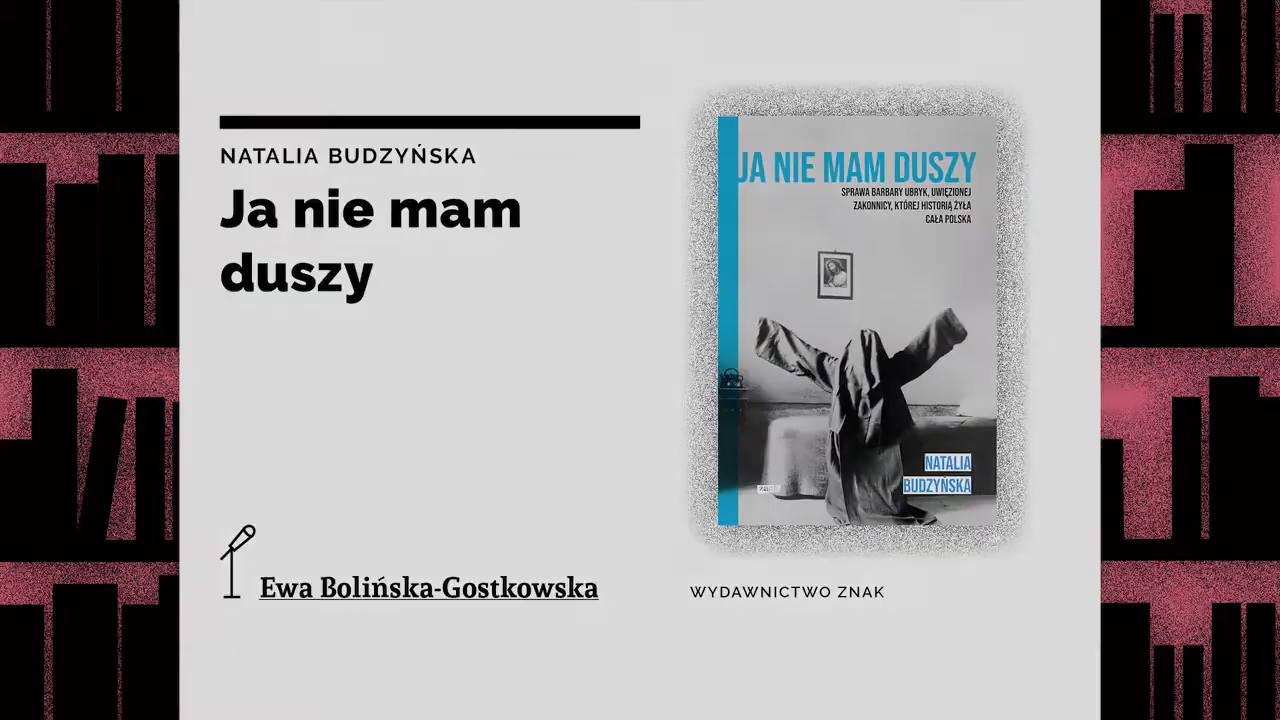 NATALIA BUDZYŃSKA
Ja nie mam
duszy
Ewa Bolińska-Gostkowska
JA NIE MAM DUSZY
SPRAWA BARBARY UBRYK, UWIĘZIONEJ
ZAKONNICY, KTÓREJ HISTORIĄ ŻYŁA
CAŁA POLSKA
NATALIA
BUDZYŃSKA
WYDAWNICTWO ZNAK